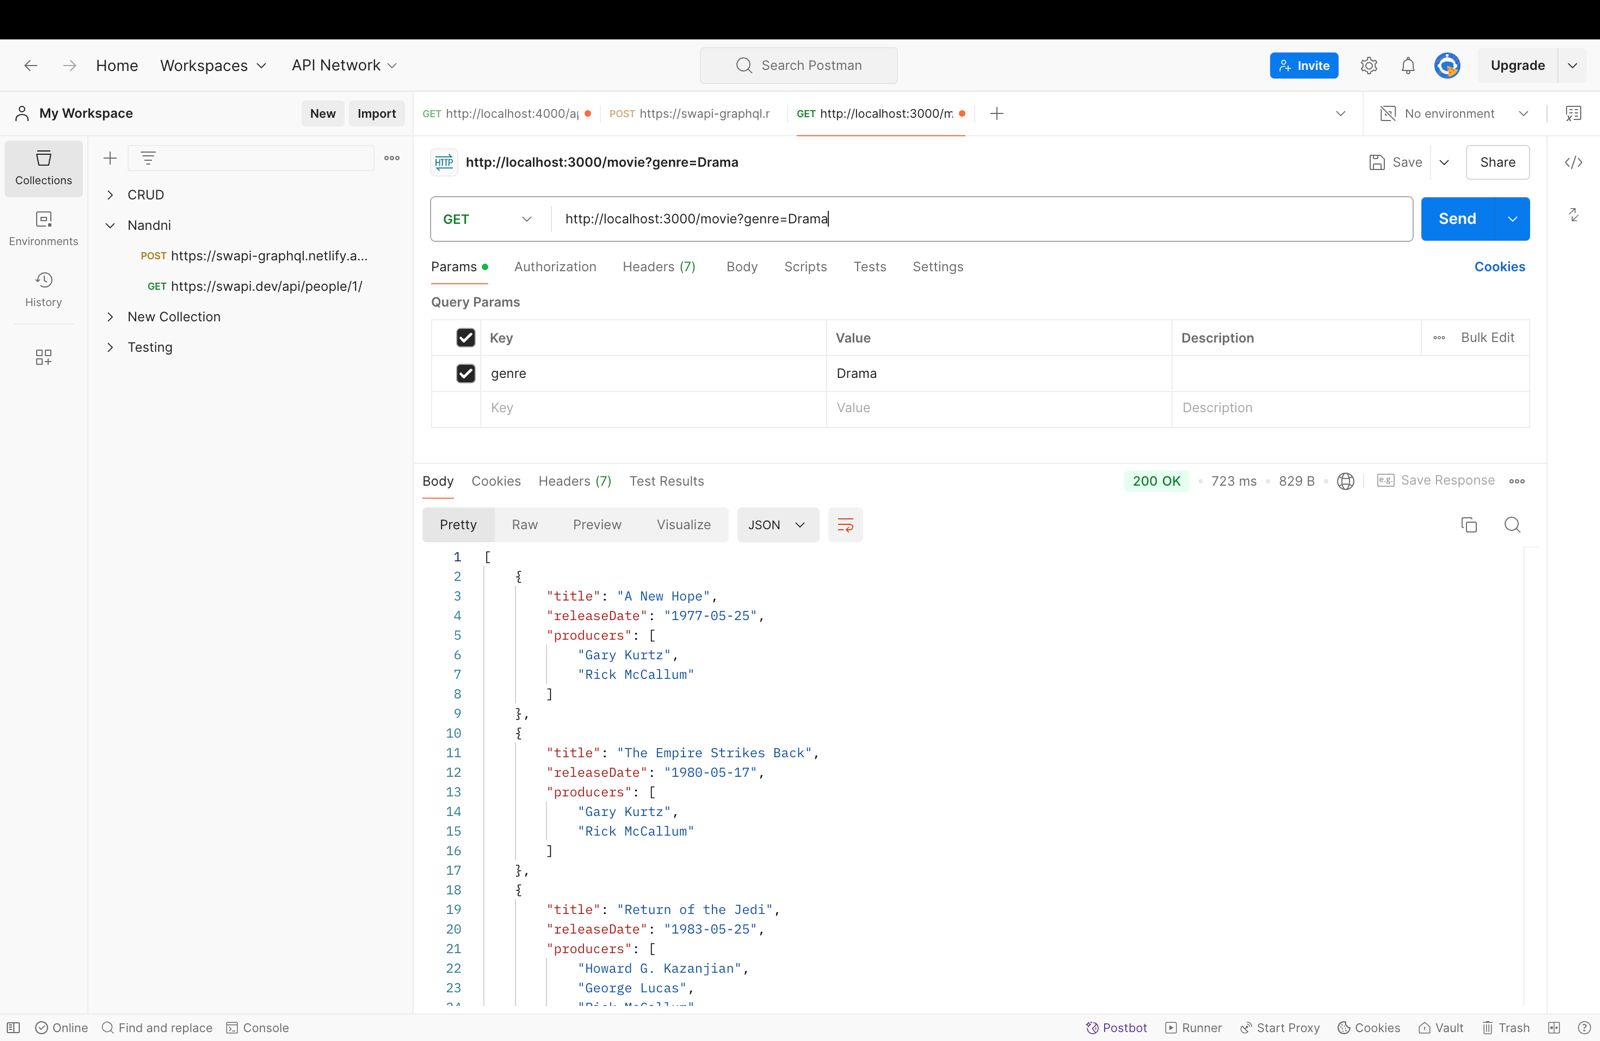 Home Workspaces API Network Search Postman Invite Upgrade
My Workspace New Import GET http://localhost:4000/a POST https://swapi-graphql.r GET http://localhost:3000/m No environment
Collections
Environments
History
CRUD
Nandni
POST https://swapi-graphql.netlify.a...
GET https://swapi.dev/api/people/1/
New Collection
Testing
HTTP http://localhost:3000/movie?genre=Drama Save Share
GET http://localhost:3000/movie?genre=Drama Send
Params Authorization Headers (7) Body Scripts Tests Settings Cookies
Query Params
Key Value Description Bulk Edit
genre Drama
Key Value Description
Body Cookies Headers (7) Test Results 200 OK 723 ms 829 B e.g. Save Response
Pretty Raw Preview Visualize JSON
1 [
2 {
3 "title": "A New Hope",
4 "releaseDate": "1977-05-25",
5 "producers": [
6 "Gary Kurtz",
7 "Rick McCallum"
8 ]
9 },
10 {
11 "title": "The Empire Strikes Back",
12 "releaseDate": "1980-05-17",
13 "producers": [
14 "Gary Kurtz",
15 "Rick McCallum"
16 ]
17 },
18 {
19 "title": "Return of the Jedi",
20 "releaseDate": "1983-05-25",
21 "producers": [
22 "Howard G. Kazanjian",
23 "George Lucas",
24 "Rick McCallum"
Online Find and replace Console Postbot Runner Start Proxy Cookies Vault Trash